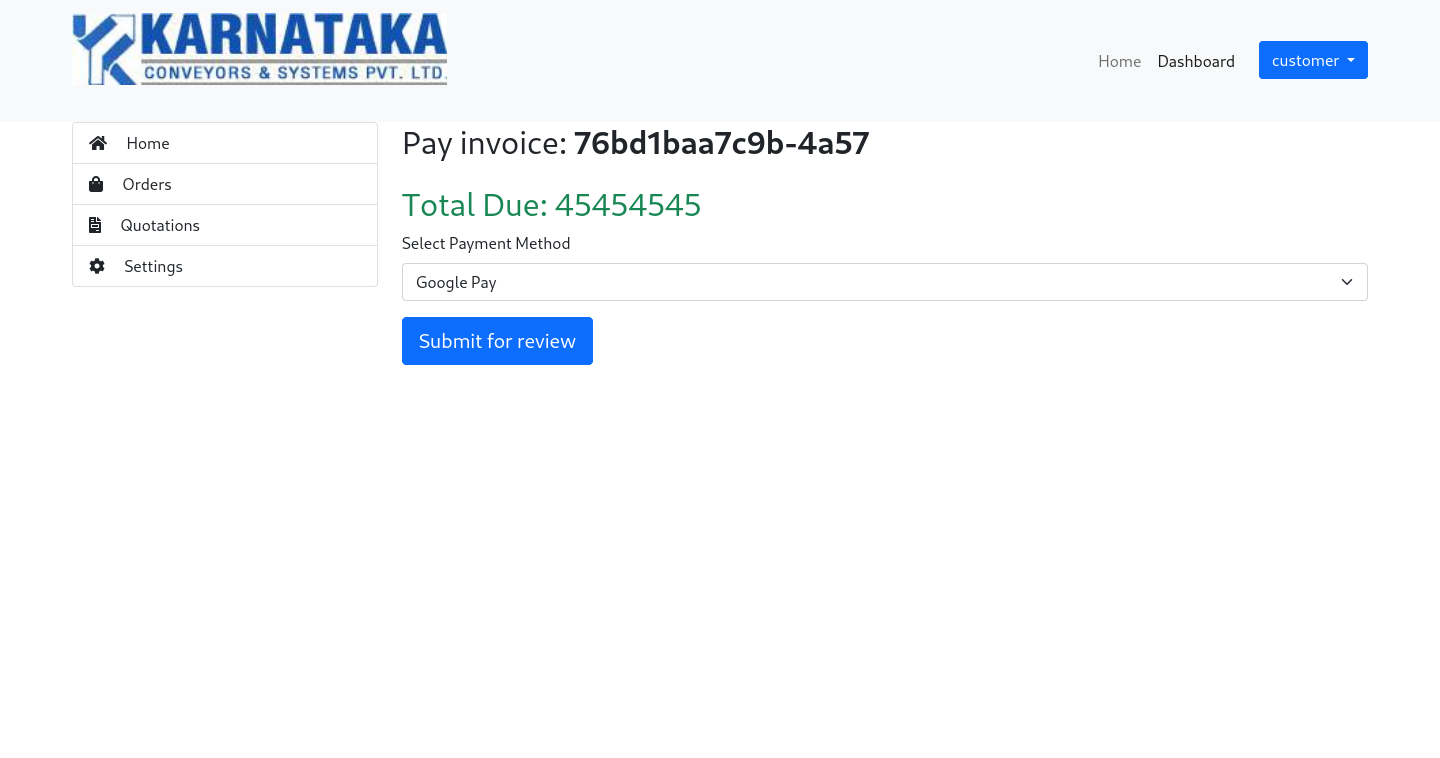 KARNATAKA
CONVEYORS & SYSTEMS PVT. LTD.
Home
Dashboard
customer
Home
Orders
Quotations
Settings
Pay invoice: 76bd1baa7c9b-4a57
Total Due: 45454545
Select Payment Method
Google Pay
Submit for review